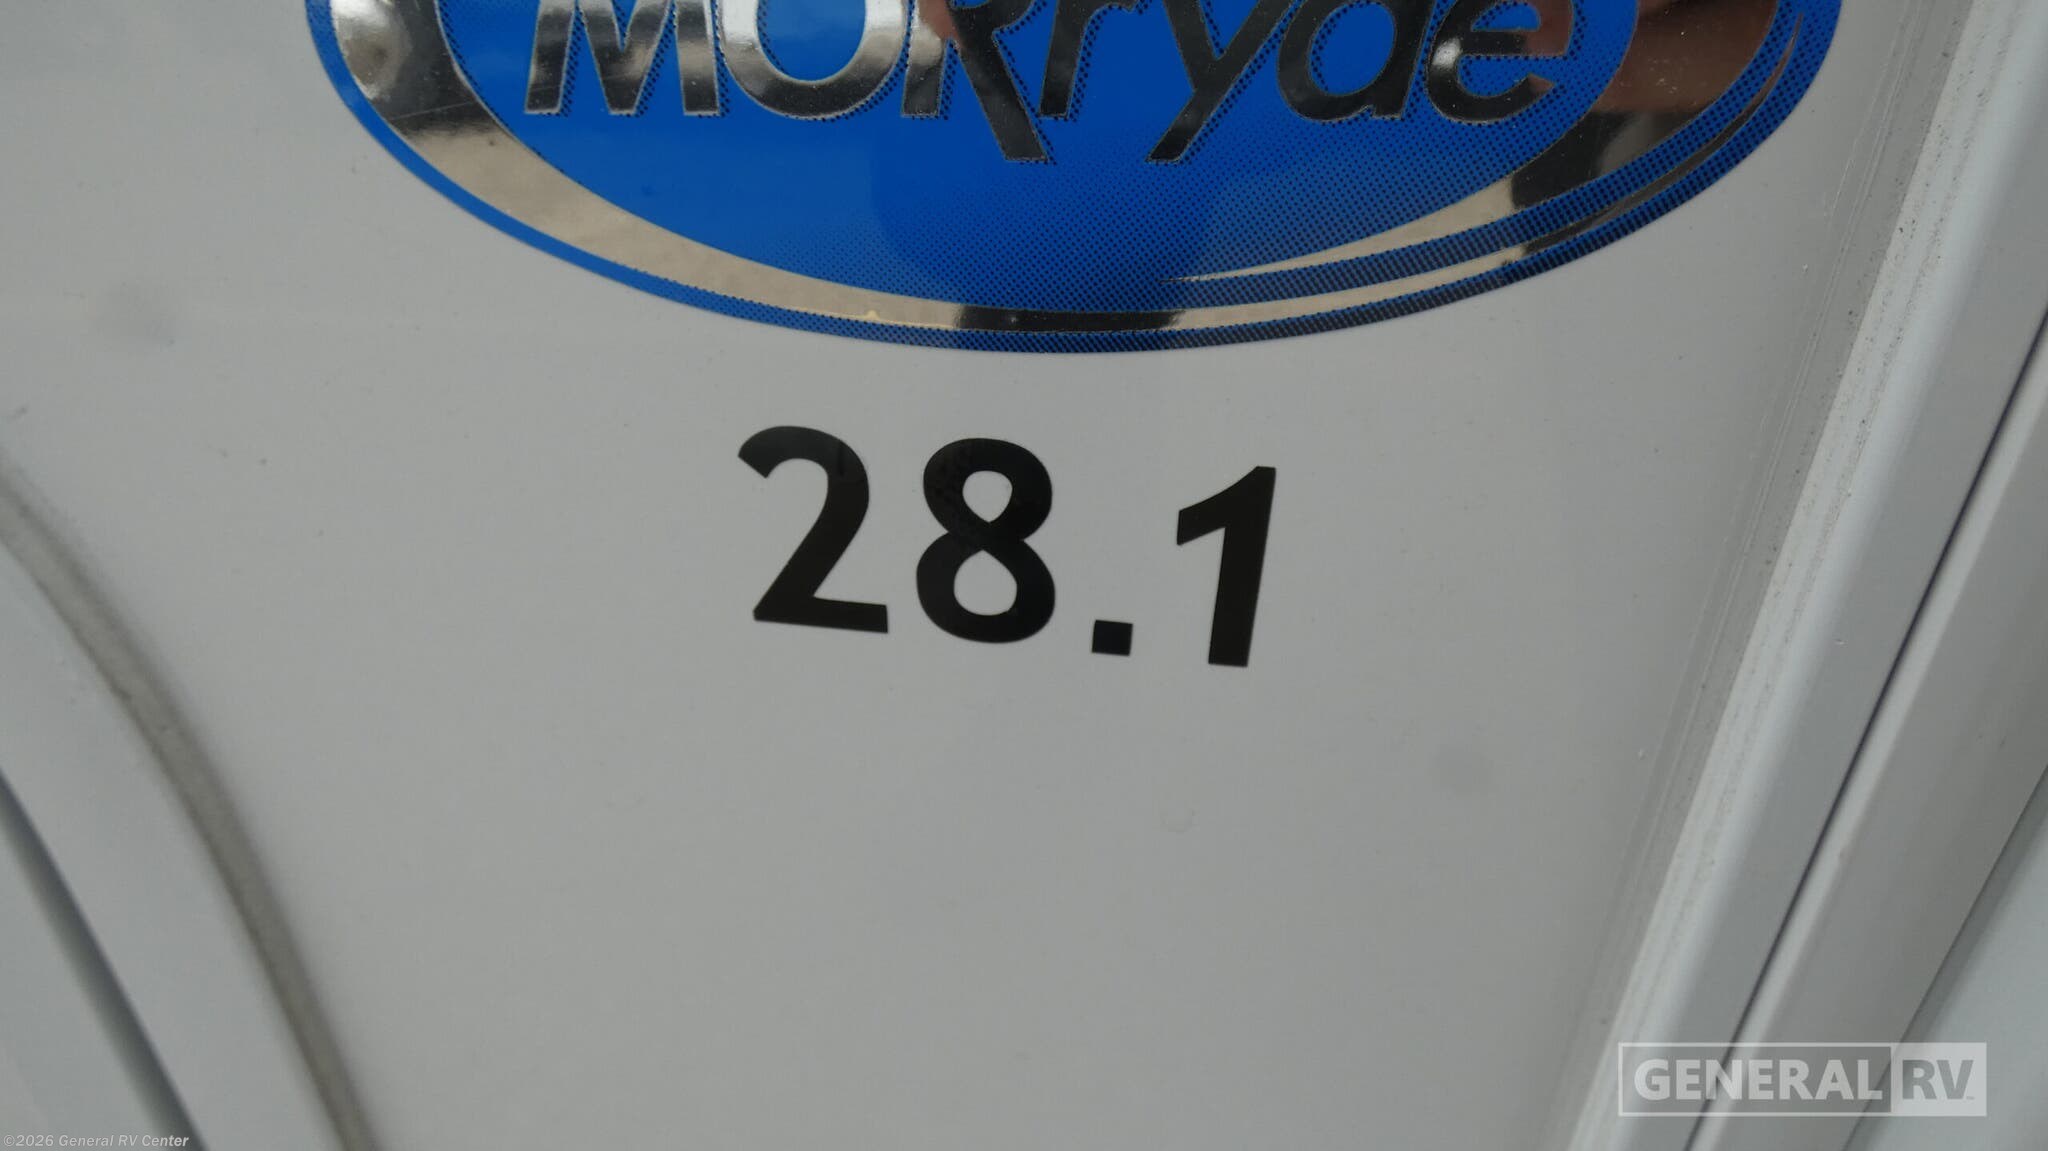 MORryde
28.1
GENERAL RV
©2026 General RV Center